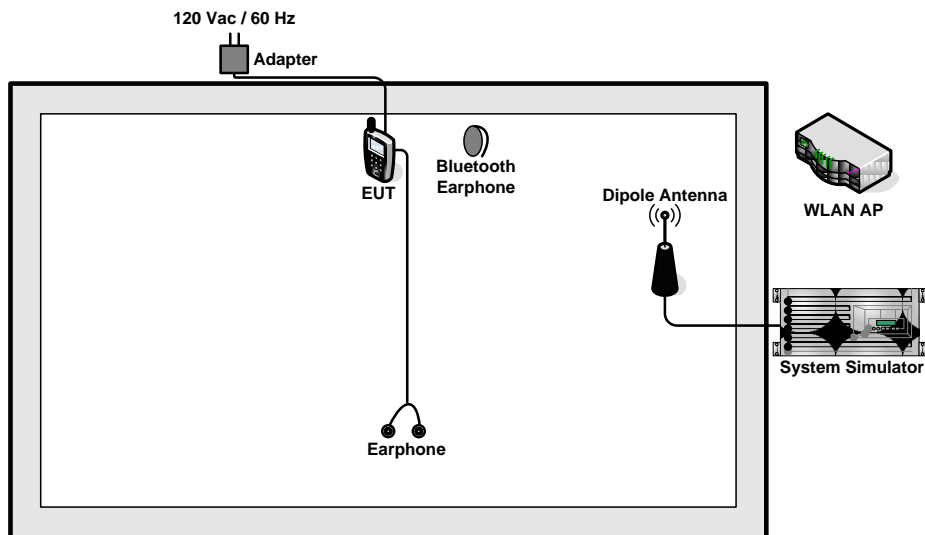 120 Vac / 60 Hz
Adapter
EUT
Bluetooth
Earphone
Dipole Antenna
WLAN AP
System Simulator
Earphone